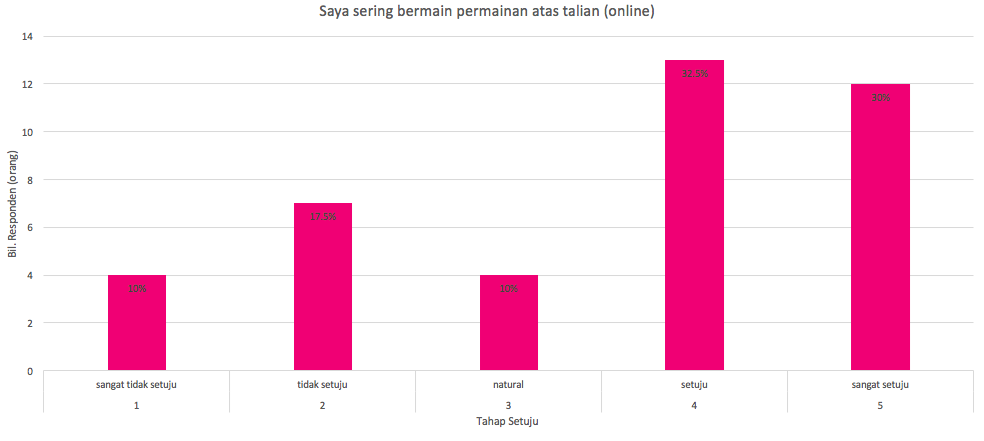 Saya sering bermain permainan atas talian (online)
14
12
10
8
6
4
2
0
Bil. Responden (orang)
10%
17.5%
10%
32.5%
30%
sangat tidak setuju
tidak setuju
natural
setuju
sangat setuju
1
2
3
4
5
Tahap Setuju